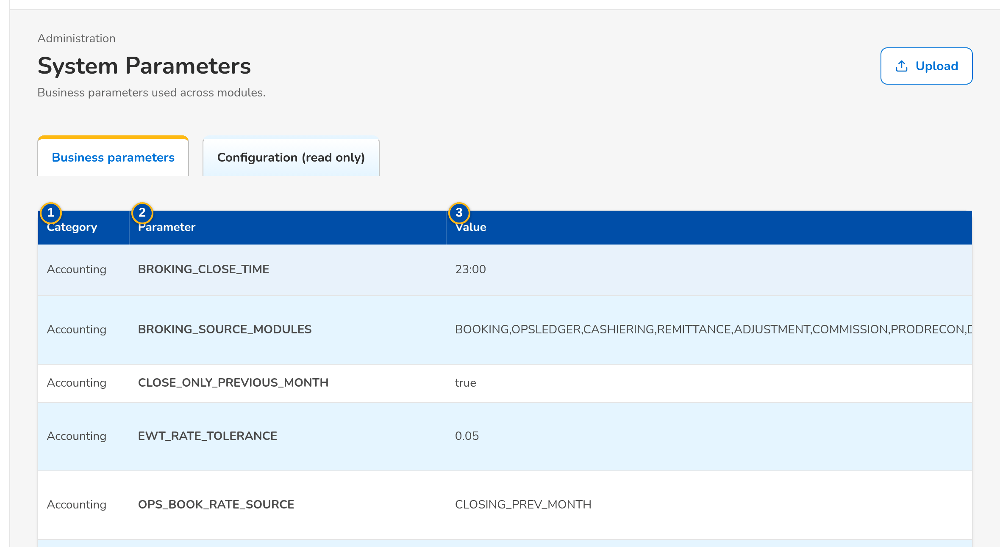 Administration
System Parameters
Upload
Business parameters used across modules.
Business parameters
Configuration (read only)
1 2 3
Category Parameter Value
Accounting BROKING_CLOSE_TIME 23:00
Accounting BROKING_SOURCE_MODULES BOOKING,OPSLEDGER,CASHIERING,REMITTANCE,ADJUSTMENT,COMMISSION,PRODRECON,
Accounting CLOSE_ONLY_PREVIOUS_MONTH true
Accounting EWT_RATE_TOLERANCE 0.05
Accounting OPS_BOOK_RATE_SOURCE CLOSING_PREV_MONTH